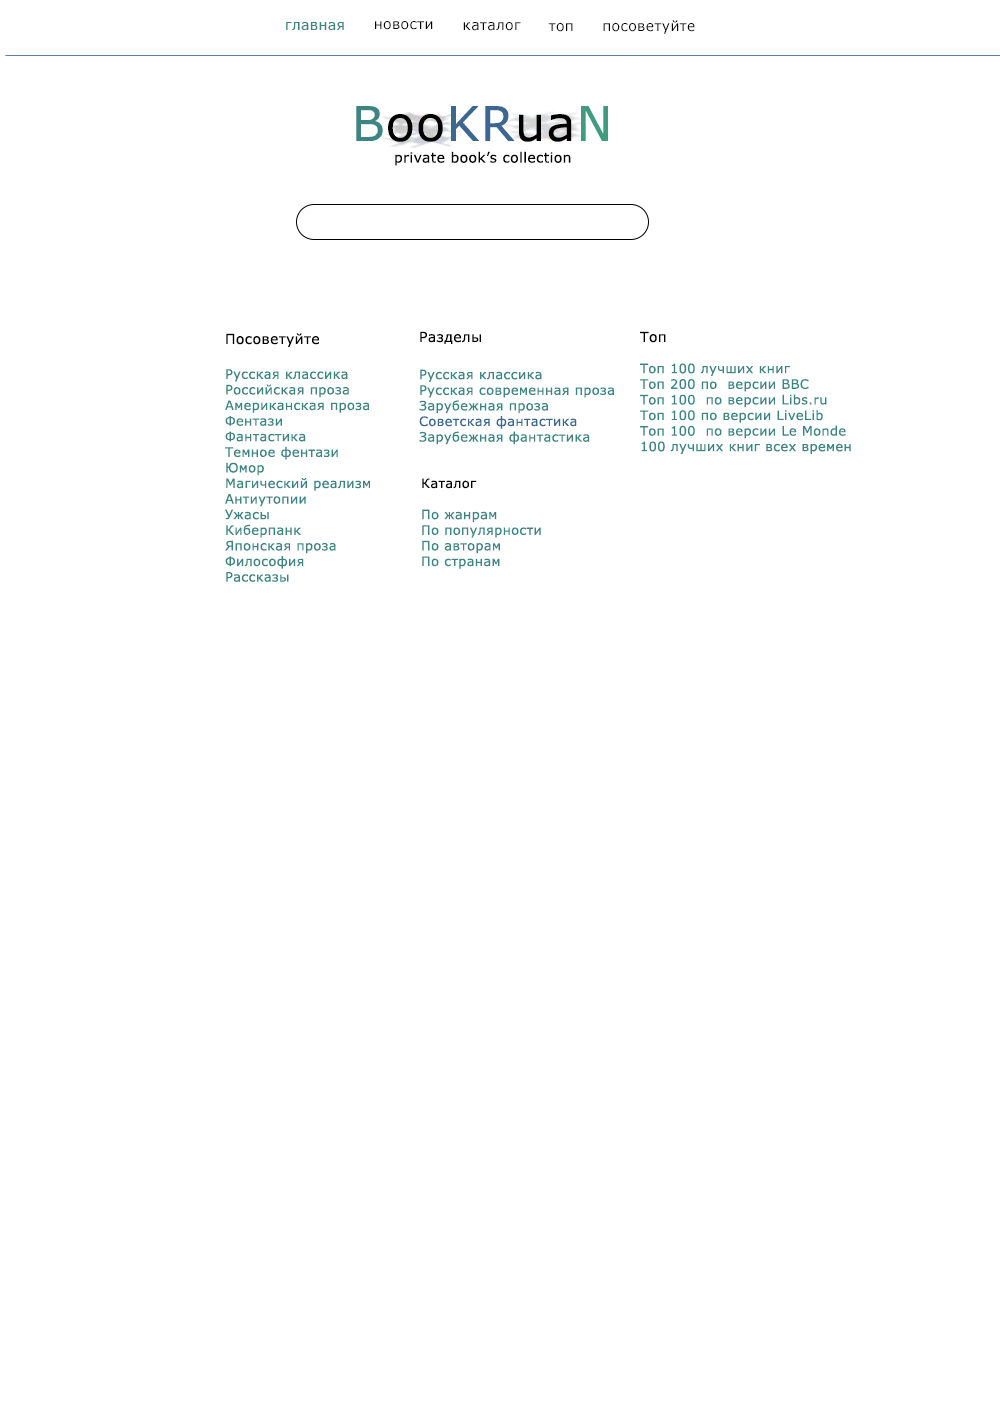 главная новости каталог топ посоветуйте
BooKRuaN
private book's collection
Посоветуйте
Русская классика
Российская проза
Американская проза
Фентази
Фантастика
Темное фентази
Юмор
Магический реализм
Антиутопии
Ужасы
Киберпанк
Японская проза
Философия
Рассказы
Разделы
Русская классика
Русская современная проза
Зарубежная проза
Советская фантастика
Зарубежная фантастика
Каталог
По жанрам
По популярности
По авторам
По странам
Топ
Топ 100 лучших книг
Топ 200 по версии BBC
Топ 100 по версии Libs.ru
Топ 100 по версии LiveLib
Топ 100 по версии Le Monde
100 лучших книг всех времен